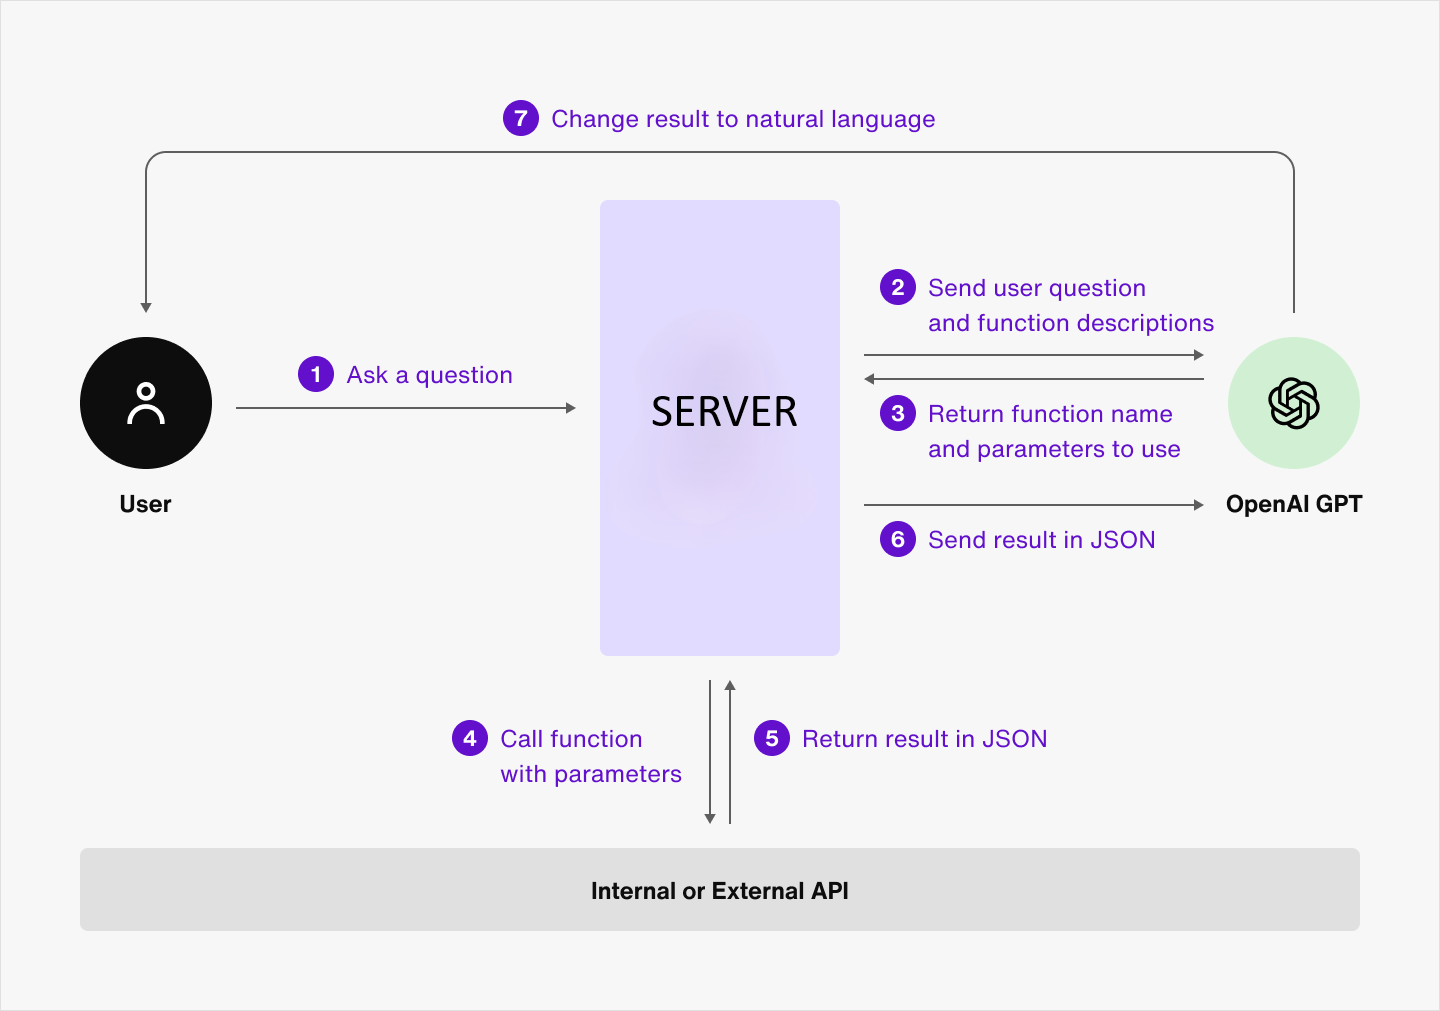 7 Change result to natural language
2 Send user question
and function descriptions
1 Ask a question
SERVER
3 Return function name
and parameters to use
User
OpenAI GPT
6 Send result in JSON
4 Call function
with parameters
5 Return result in JSON
Internal or External API